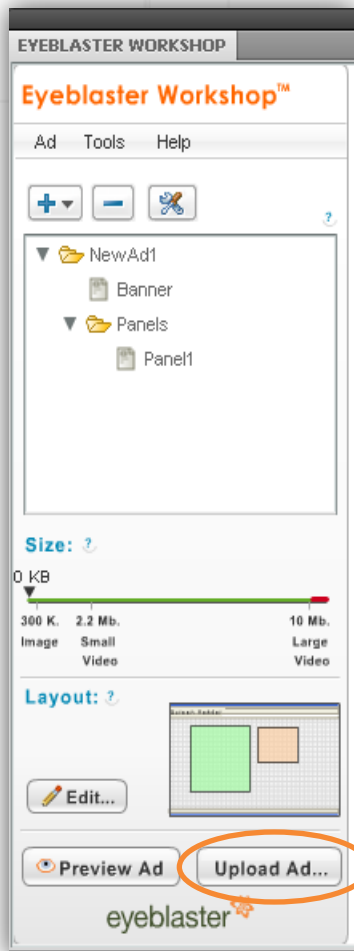 EYEBLASTER WORKSHOP
Eyeblaster Workshop™
Ad Tools Help
?
NewAd1
Banner
Panels
Panel1
Size: ?
0 KB
300 K. 2.2 Mb. 10 Mb.
Image Small Large
Video Video
Layout: ?
Edit...
Preview Ad Upload Ad...
eyeblaster